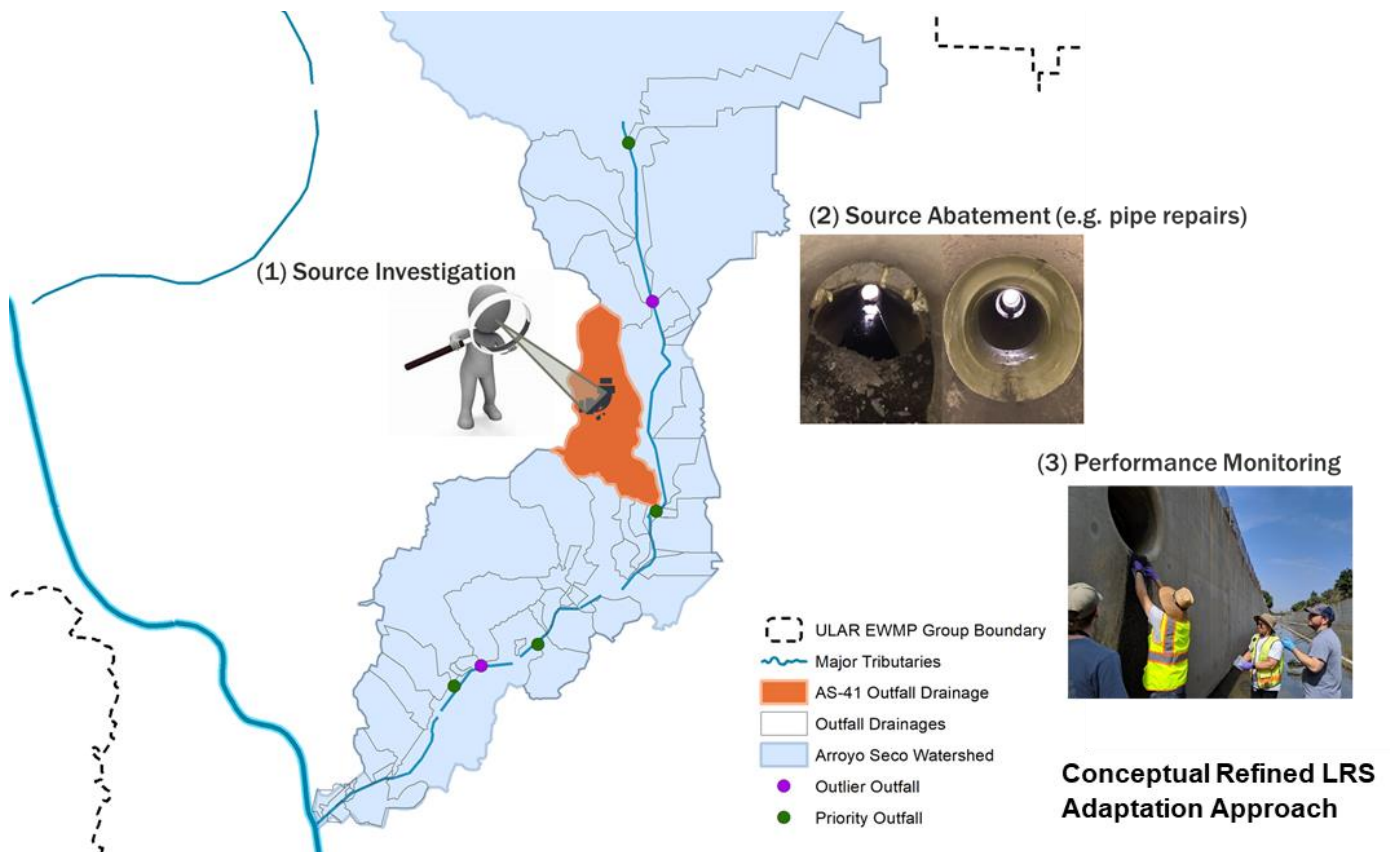 (1) Source Investigation
(2) Source Abatement (e.g. pipe repairs)
(3) Performance Monitoring
ULAR EWMP Group Boundary
Major Tributaries
AS-41 Outfall Drainage
Outfall Drainages
Arroyo Seco Watershed
Outlier Outfall
Priority Outfall
Conceptual Refined LRS
Adaptation Approach